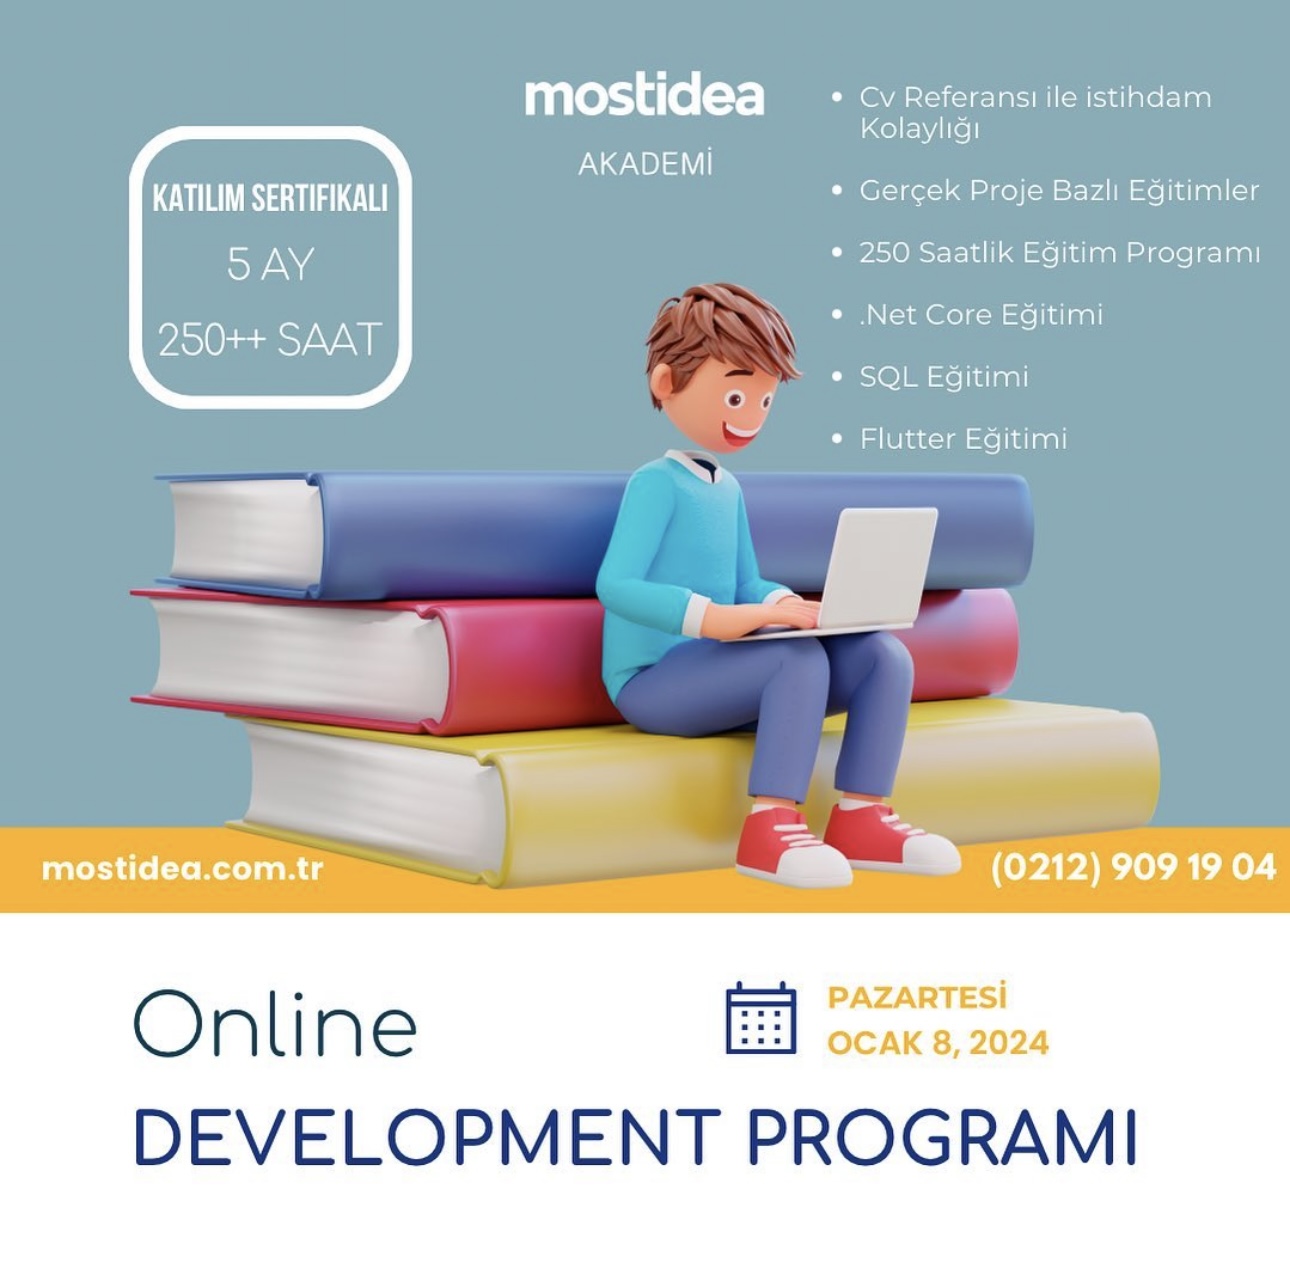 mostidea
AKADEMİ
KATILIM SERTIFIKALI
5 AY
250++ SAAT
• Cv Referansı ile istihdam
Kolaylığı
• Gerçek Proje Bazlı Eğitimler
• 250 Saatlik Eğitim Programı
• .Net Core Eğitimi
• SQL Eğitimi
• Flutter Eğitimi
mostidea.com.tr
(0212) 909 19 04
Online
PAZARTESİ
OCAK 8, 2024
DEVELOPMENT PROGRAMI